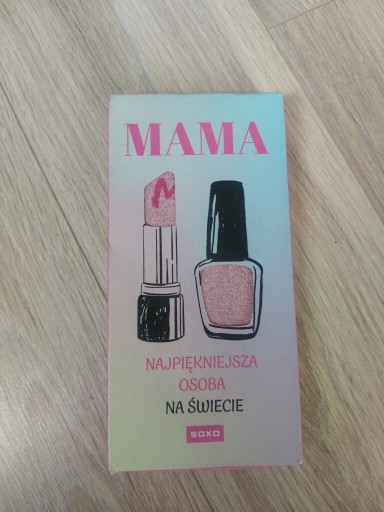 MAMA
NAJPIĘKNIEJSZA
OSOBA
NA ŚWIECIE
SOXO